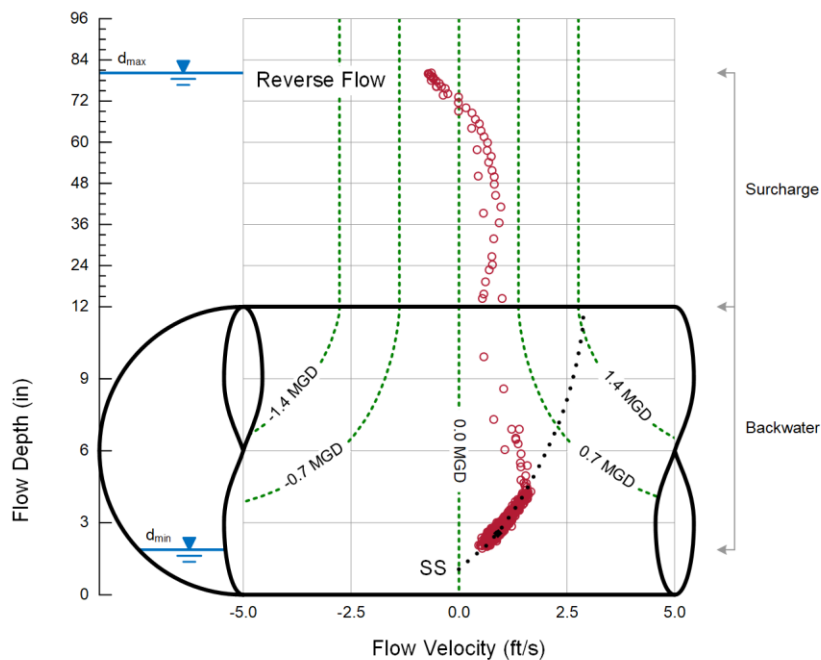 96
84
72
60
48
36
24
12
9
6
3
0
d_max
Reverse Flow
Surcharge
Backwater
-1.4 MGD
-0.7 MGD
0.0 MGD
0.7 MGD
1.4 MGD
d_min
SS
-5.0 -2.5 0.0 2.5 5.0
Flow Depth (in)
Flow Velocity (ft/s)